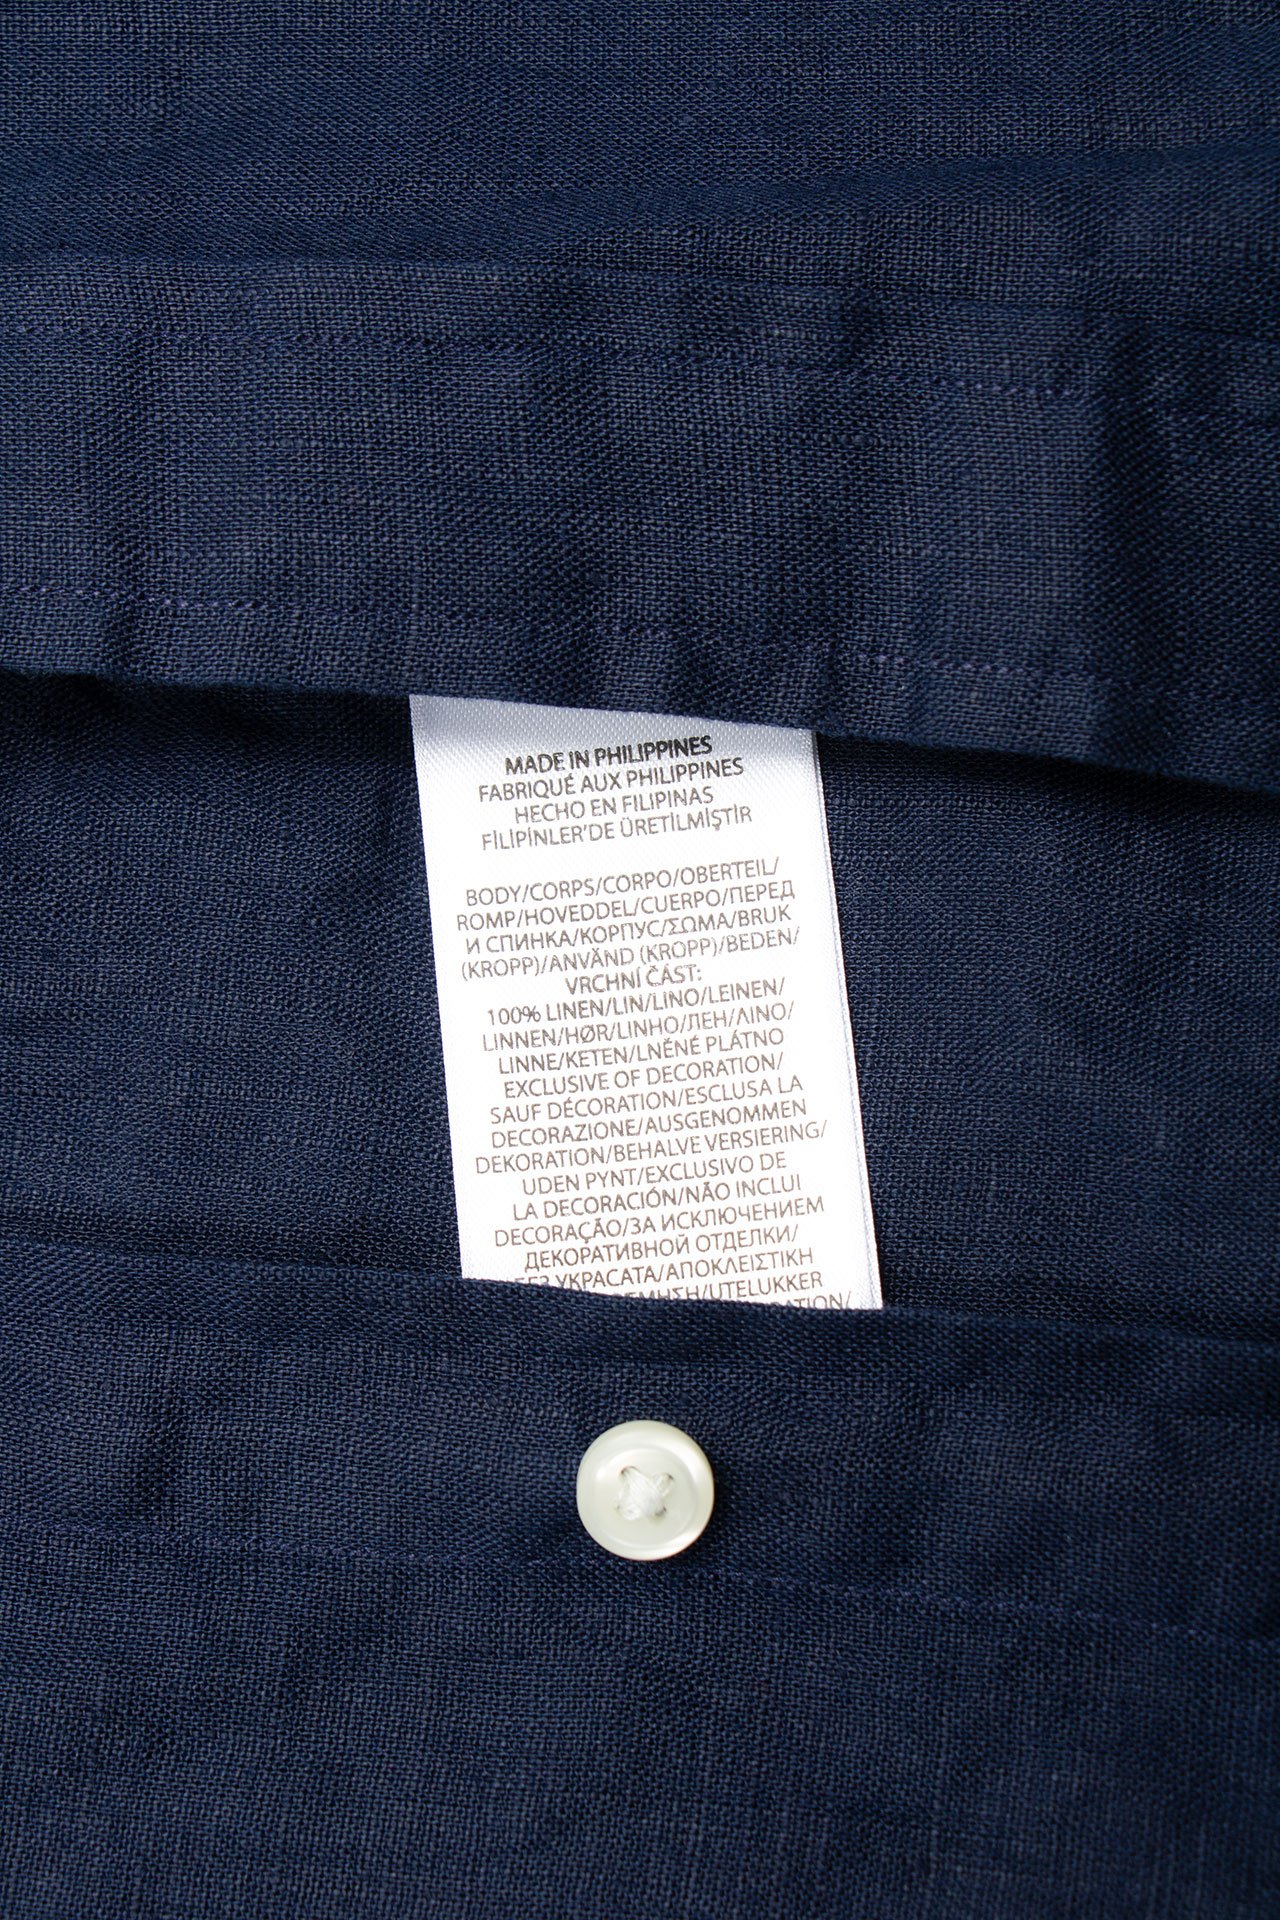 MADE IN PHILIPPINES
FABRIQUÉ AUX PHILIPPINES
HECHO EN FILIPINAS
FİLİPİNLER'DE ÜRETİLMİŞTİR
BODY/CORPS/CORPO/OBERTEIL/
ROMP/HOVEDDEL/CUERPO/ПЕРЕД
И СПИНКА/КОРПУС/ΣΩΜΑ/BRUK
(KROPP)/ANVÄND (KROPP)/BEDEN/
VRCHNÍ ČÁST:
100% LINEN/LIN/LINO/LEINEN/
LINNEN/HØR/LINHO/ЛЕН/ΛΙΝΟ/
LINNE/KETEN/LNĚNÉ PLÁTNO
EXCLUSIVE OF DECORATION/
SAUF DÉCORATION/ESCLUSA LA
DECORAZIONE/AUSGENOMMEN
DEKORATION/BEHALVE VERSIERING/
UDEN PYNT/EXCLUSIVO DE
LA DECORACIÓN/NÃO INCLUI
DECORAÇÃO/ЗА ИСКЛЮЧЕНИЕМ
ДЕКОРАТИВНОЙ ОТДЕЛКИ/
БЕЗ УКРАСАТА/ΑΠΟΚΛΕΙΣΤΙΚΗ
/UTELUKKER